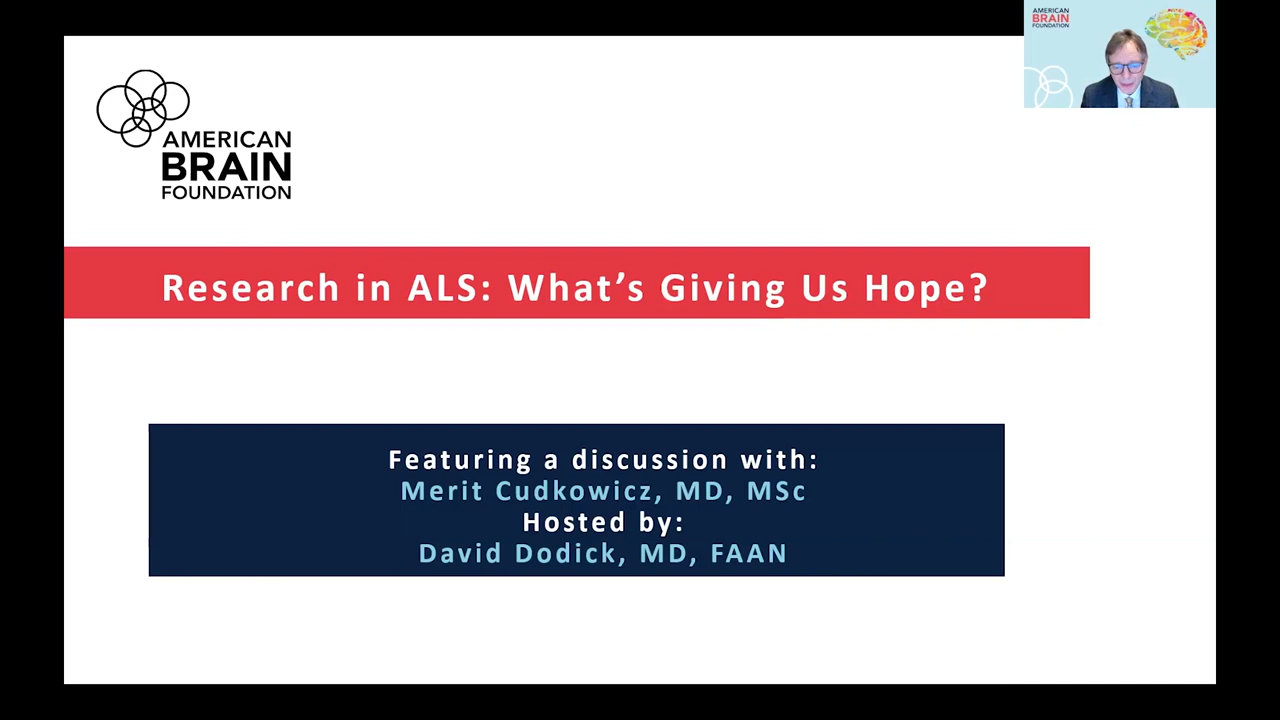 AMERICAN
BRAIN
FOUNDATION
AMERICAN
BRAIN
FOUNDATION
Research in ALS: What’s Giving Us Hope?
Featuring a discussion with:
Merit Cudkowicz, MD, MSc
Hosted by:
David Dodick, MD, FAAN